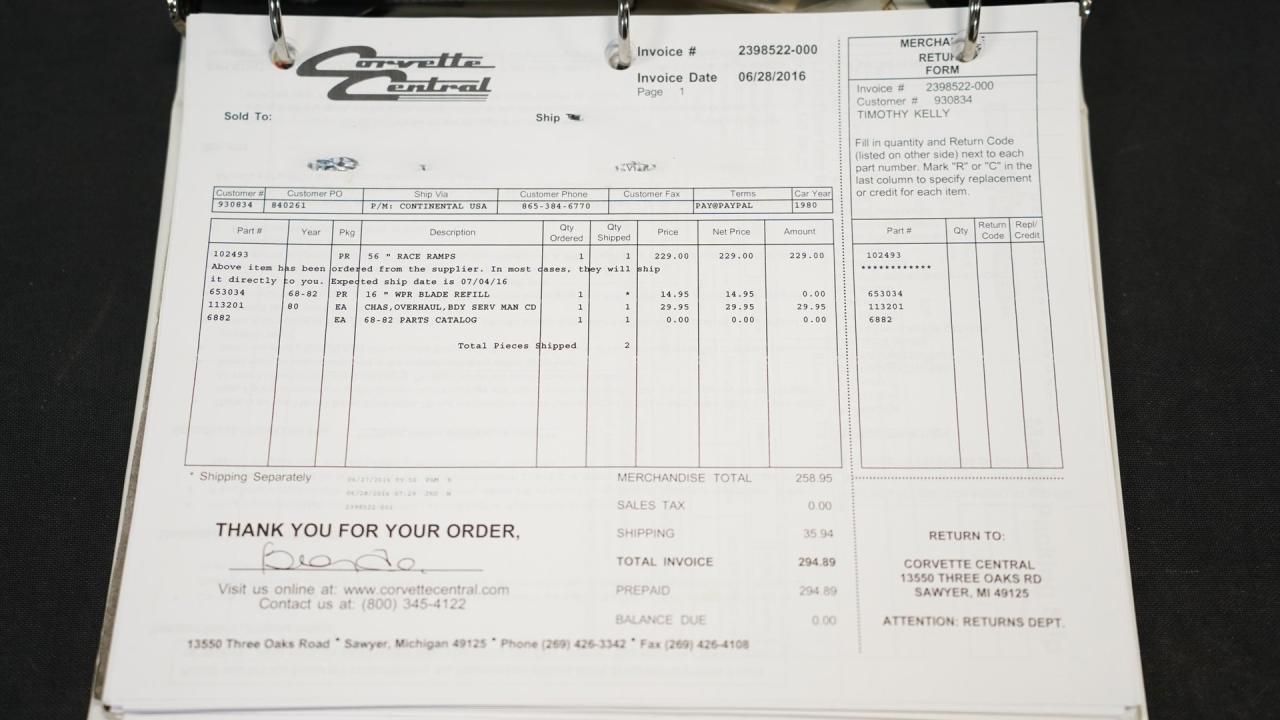 Corvette Central
Invoice # 2398522-000
Invoice Date 06/28/2016
Page 1
Sold To:
Ship
Customer # Customer PO Ship Via Customer Phone Customer Fax Terms Car Year
930834 840261 P/M: CONTINENTAL USA 865-384-6770 PAY@PAYPAL 1980
Part # Year Pkg Description Qty Ordered Qty Shipped Price Net Price Amount
102493 PR 56 " RACE RAMPS 1 1 229.00 229.00 229.00
Above item has been ordered from the supplier. In most cases, they will ship
it directly to you. Expected ship date is 07/04/16
653034 68-82 PR 16 " WPR BLADE REFILL 1 * 14.95 14.95 0.00
113201 80 EA CHAS,OVERHAUL,BDY SERV MAN CD 1 1 29.95 29.95 29.95
6882 EA 68-82 PARTS CATALOG 1 1 0.00 0.00 0.00
Total Pieces Shipped 2
* Shipping Separately
MERCHANDISE TOTAL 258.95
SALES TAX 0.00
SHIPPING 35.94
TOTAL INVOICE 294.89
PREPAID 294.89
BALANCE DUE 0.00
THANK YOU FOR YOUR ORDER,
Visit us online at: www.corvettecentral.com
Contact us at: (800) 345-4122
13550 Three Oaks Road * Sawyer, Michigan 49125 * Phone (269) 426-3342 * Fax (269) 426-4108
MERCHA
RETU
FORM
Invoice # 2398522-000
Customer # 930834
TIMOTHY KELLY
Fill in quantity and Return Code
(listed on other side) next to each
part number. Mark "R" or "C" in the
last column to specify replacement
or credit for each item.
Part # Qty Return Code Repl/ Credit
102493
************
653034
113201
6882
RETURN TO:
CORVETTE CENTRAL
13550 THREE OAKS RD
SAWYER, MI 49125
ATTENTION: RETURNS DEPT.